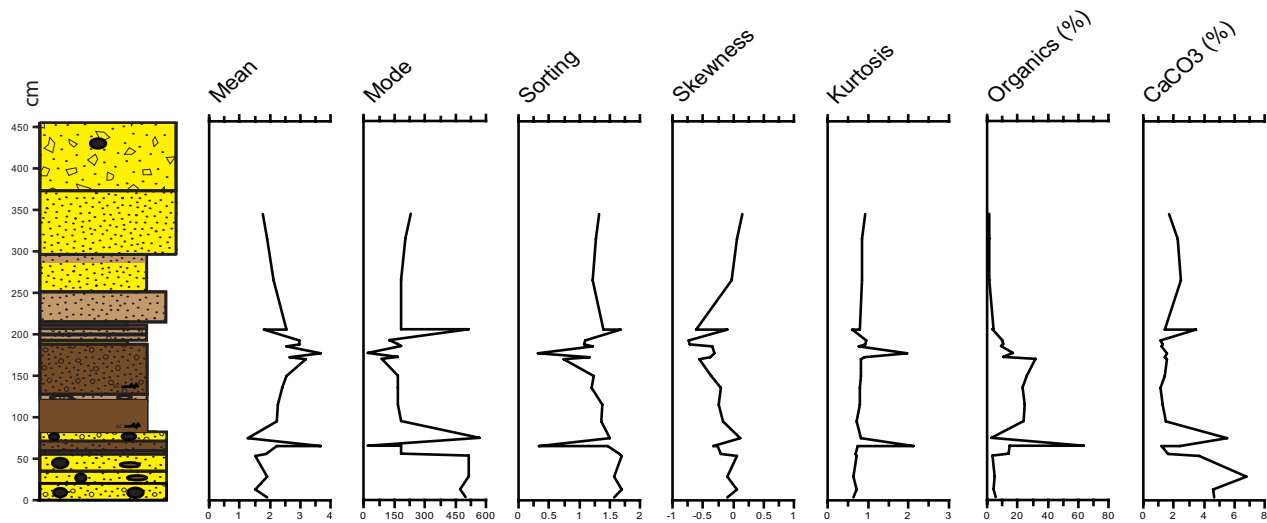 cm
Mean
Mode
Sorting
Skewness
Kurtosis
Organics (%)
CaCO3 (%)
450
400
350
300
250
200
150
100
50
0
0 1 2 3 4
0 150 300 450 600
0 0.5 1 1.5 2
-1 -0.5 0 0.5 1
0 1 2 3
0 20 40 60 80
0 2 4 6 8